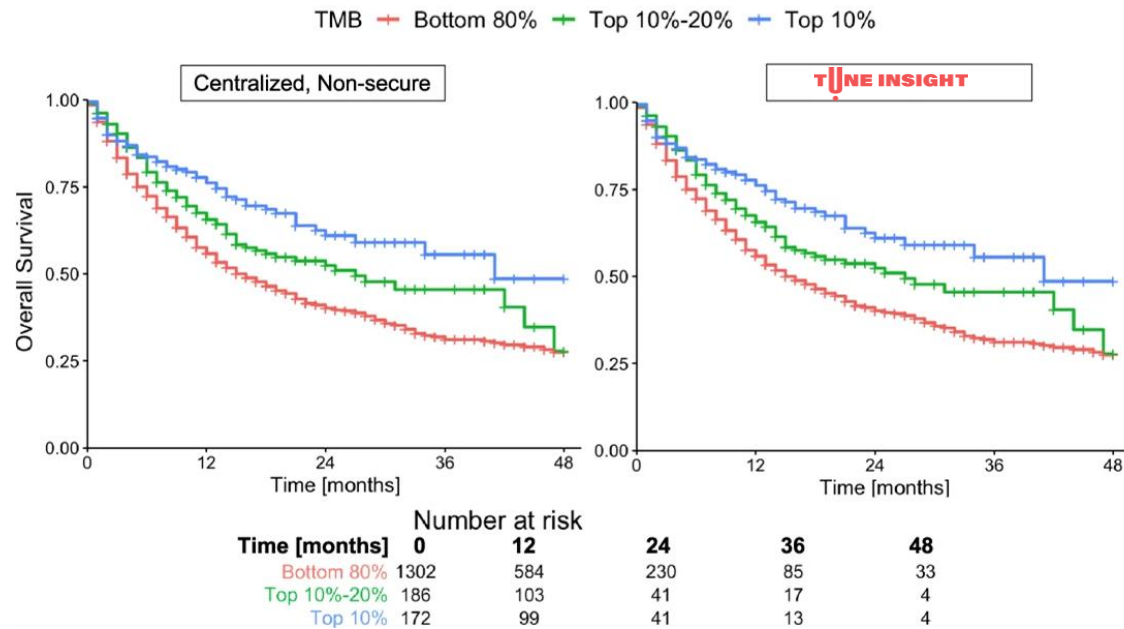 TMB Bottom 80% Top 10%-20% Top 10%
Centralized, Non-secure
TUNE INSIGHT
Overall Survival
1.00
0.75
0.50
0.25
0.00
0 12 24 36 48
Time [months]
1.00
0.75
0.50
0.25
0.00
0 12 24 36 48
Time [months]
Number at risk
Time [months] 0 12 24 36 48
Bottom 80% 1302 584 230 85 33
Top 10%-20% 186 103 41 17 4
Top 10% 172 99 41 13 4